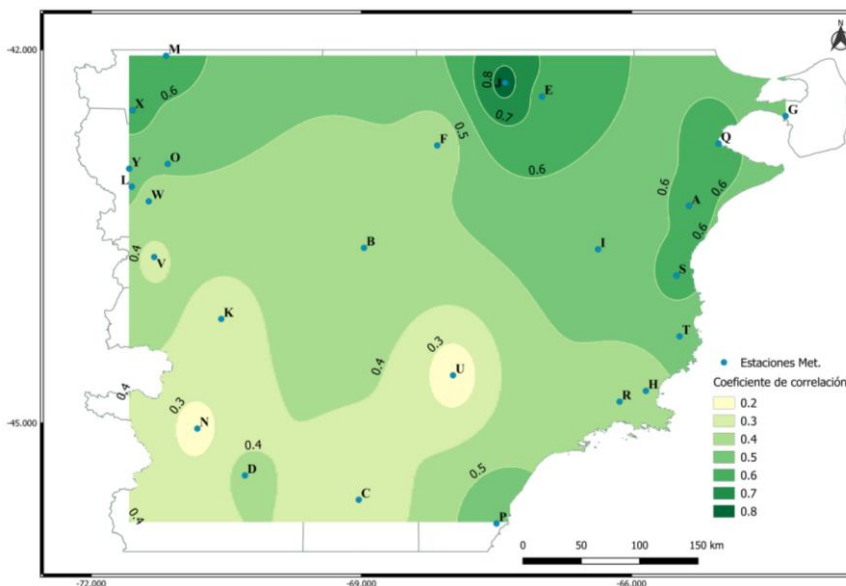 -42.000
M
N
0.8
J
E
X
0.6
0.7
G
0.5
F
Q
Y
O
0.6
L
0.6
0.6
W
A
0.6
B
I
0.4
V
S
K
T
0.3
Estaciones Met.
0.4
U
Coeficiente de correlación
0.4
H
0.2
R
0.3
0.3
-45.000
N
0.4
0.4
0.5
D
0.5
0.6
C
0.7
P
0.8
0.4
0 50 100 150 km
-72.000 -69.000 -66.000